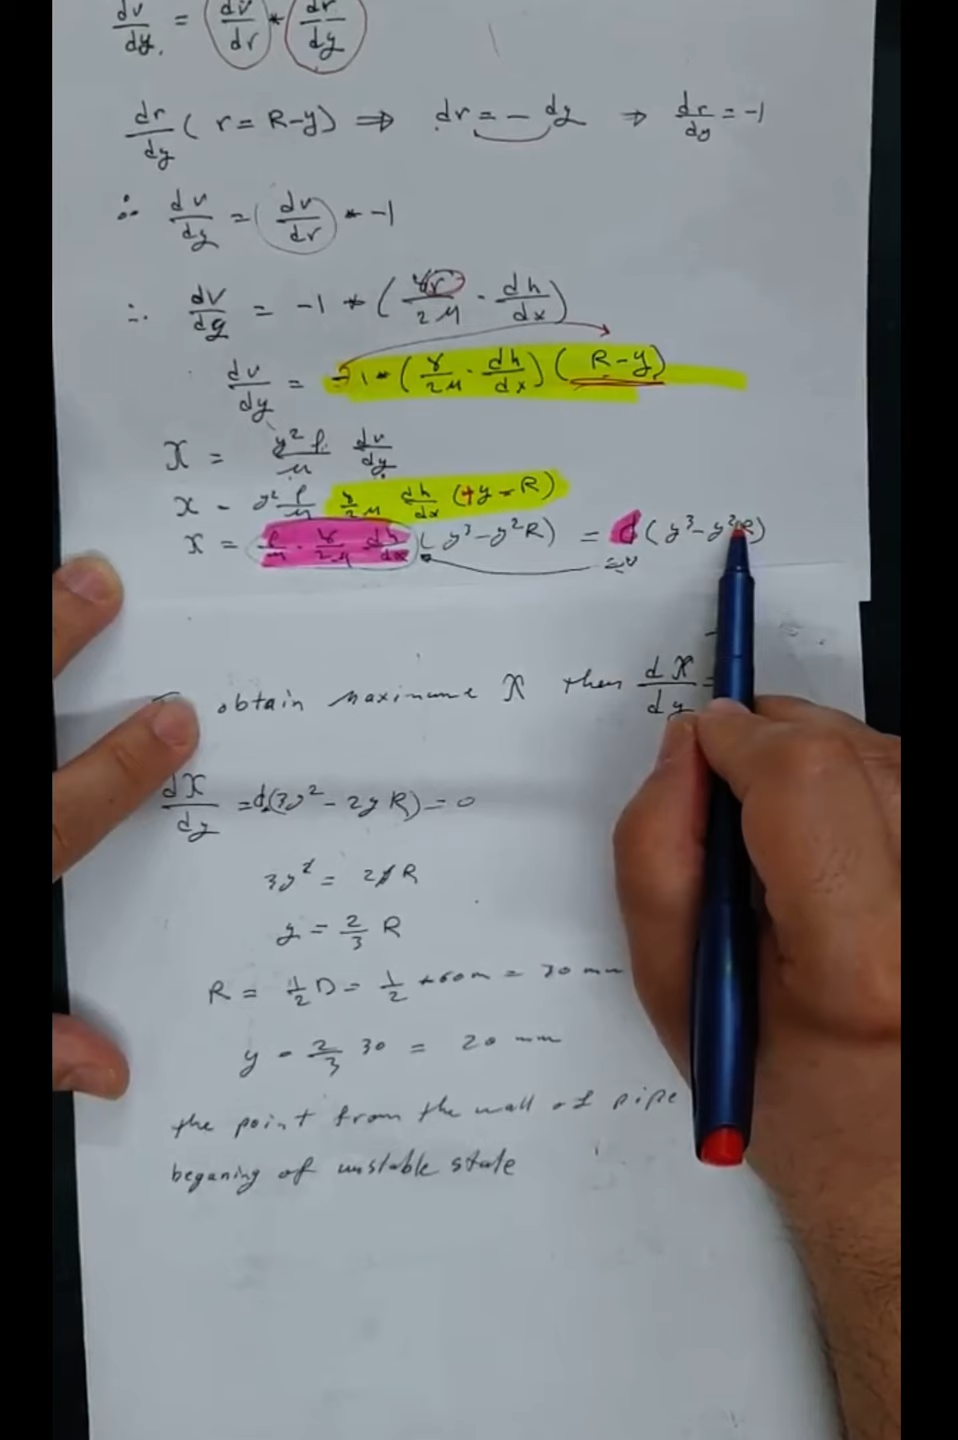 dv/dy = dv/dr * dr/dy
dr/dy ( r = R-y) ⇒ dr = - dy ⇒ dr/dy = -1
∴ dv/dy = (dv/dr) * -1
∴ dv/dy = -1 * (γr/2μ · dh/dx)
dv/dy = -1 * (γ/2μ · dh/dx) (R-y)
X = y²ρ/μ dv/dy
X = y² ρ/μ γ/2μ dh/dx (+y-R)
X = ρ/μ · γ/2μ dh/dx (y³-y²R) = d (y³-y²R)
obtain maximume X then dX/dy =
dX/dy = d(3y² - 2yR) = 0
3y² = 2yR
y = 2/3 R
R = 1/2 D = 1/2 * 60m = 30 mm
y = 2/3 30 = 20 mm
the point from the wall of pipe
beganing of unstable state